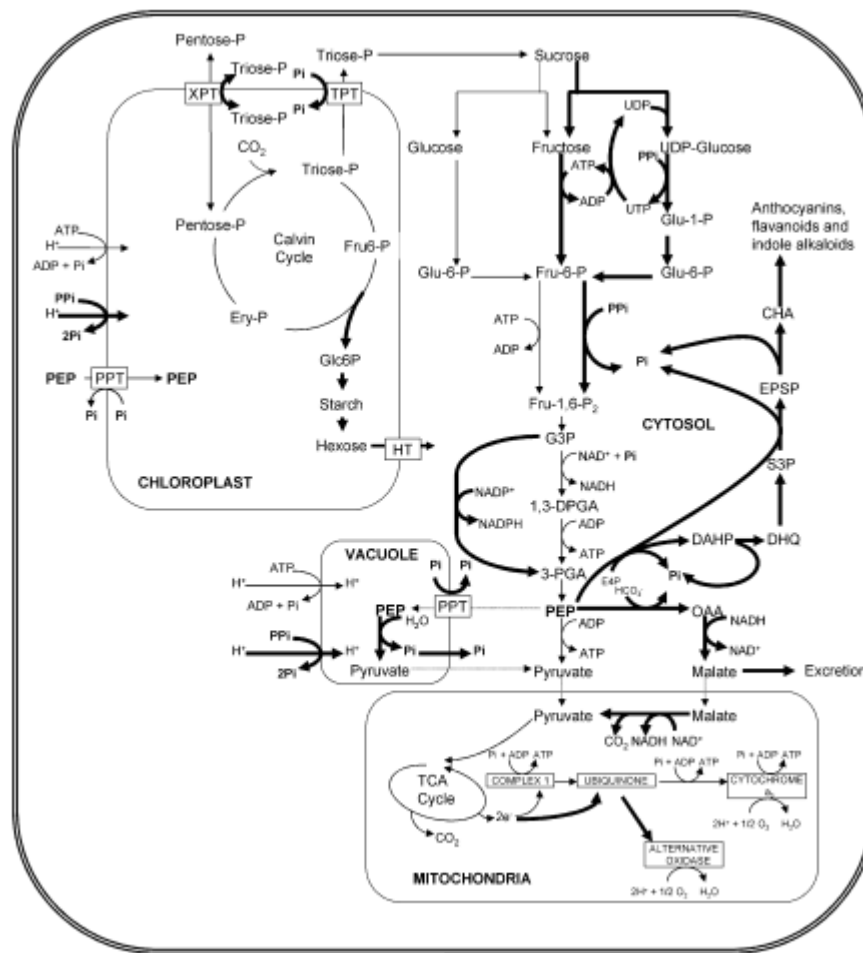 Pentose-P
Triose-P
Sucrose
Triose-P
Pi
XPT
TPT
Triose-P
Pi
UDP
CO2
Glucose
Fructose
UDP-Glucose
ATP
PPi
Triose-P
ADP
UTP
Glu-1-P
Anthocyanins,
flavanoids and
indole alkaloids
Pentose-P
Calvin
Cycle
Fru6-P
ATP
H+
ADP + Pi
Glu-6-P
Fru-6-P
Glu-6-P
PPi
H+
2Pi
Ery-P
ATP
ADP
PPi
CHA
Pi
PEP
PPT
PEP
Pi
Pi
Glc6P
EPSP
Starch
Fru-1,6-P2
CYTOSOL
Hexose
HT
G3P
S3P
CHLOROPLAST
NAD+ + Pi
NADH
NADP+
NADPH
1,3-DPGA
ADP
ATP
DAHP
DHQ
VACUOLE
Pi
Pi
ATP
H+
H+
ADP + Pi
3-PGA
E4P
Pi
HCO3-
PPT
PEP
H2O
PEP
OAA
ADP
ATP
NADH
NAD+
PPi
H+
H+
2Pi
Pi
Pi
Pyruvate
Pyruvate
Malate
Excretion
Pyruvate
Malate
CO2 NADH NAD+
Pi + ADP ATP
Pi + ADP ATP
Pi + ADP ATP
TCA
Cycle
COMPLEX 1
UBIQUINONE
CYTOCHROME
2e-
CO2
2H+ + 1/2 O2
H2O
ALTERNATIVE
OXIDASE
MITOCHONDRIA
2H+ + 1/2 O2
H2O